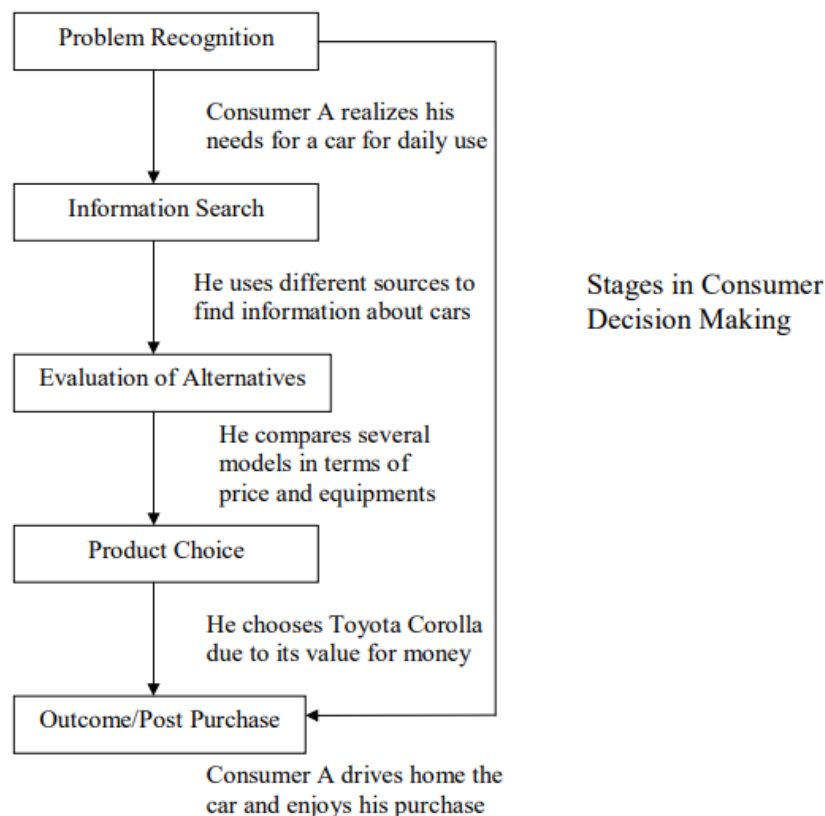 Problem Recognition
Consumer A realizes his
needs for a car for daily use
Information Search
He uses different sources to
find information about cars
Stages in Consumer
Decision Making
Evaluation of Alternatives
He compares several
models in terms of
price and equipments
Product Choice
He chooses Toyota Corolla
due to its value for money
Outcome/Post Purchase
Consumer A drives home the
car and enjoys his purchase